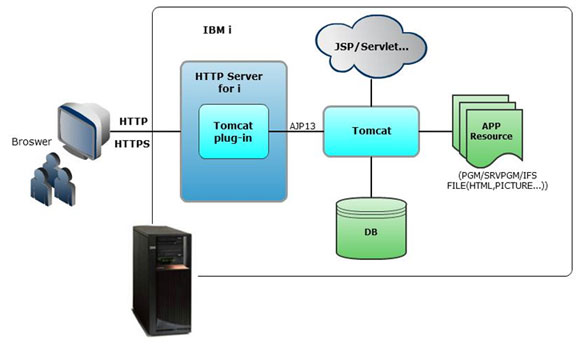 IBM i
JSP/Servlet...
HTTP Server
for i
HTTP
HTTPS
Broswer
Tomcat
plug-in
AJP13
Tomcat
APP
Resource
(PGM/SRVPGM/IFS
FILE(HTML,PICTURE...))
DB